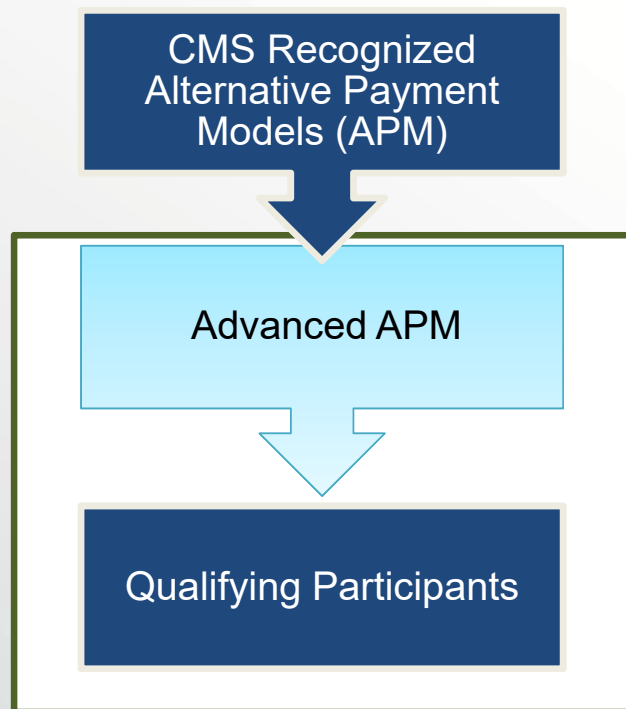 CMS Recognized
Alternative Payment
Models (APM)
Advanced APM
Qualifying Participants